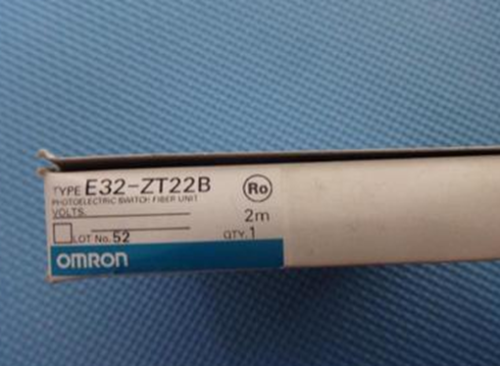 TYPE E32-ZT22B Ro
PHOTOELECTRIC SWITCH FIBER UNIT
VOLTS.
2m
LOT No. 52 QTY. 1
OMRON